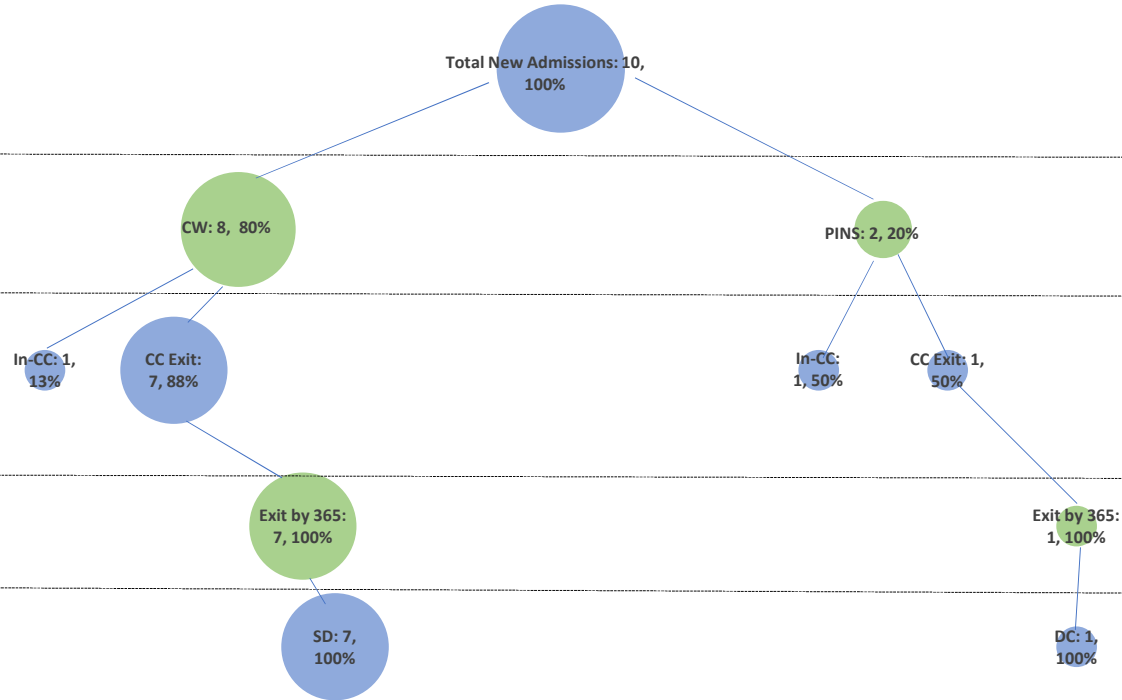 Total New Admissions: 10,
100%
CW: 8, 80%
PINS: 2, 20%
In-CC: 1,
13%
CC Exit:
7, 88%
In-CC:
1, 50%
CC Exit: 1,
50%
Exit by 365:
7, 100%
Exit by 365:
1, 100%
SD: 7,
100%
DC: 1,
100%